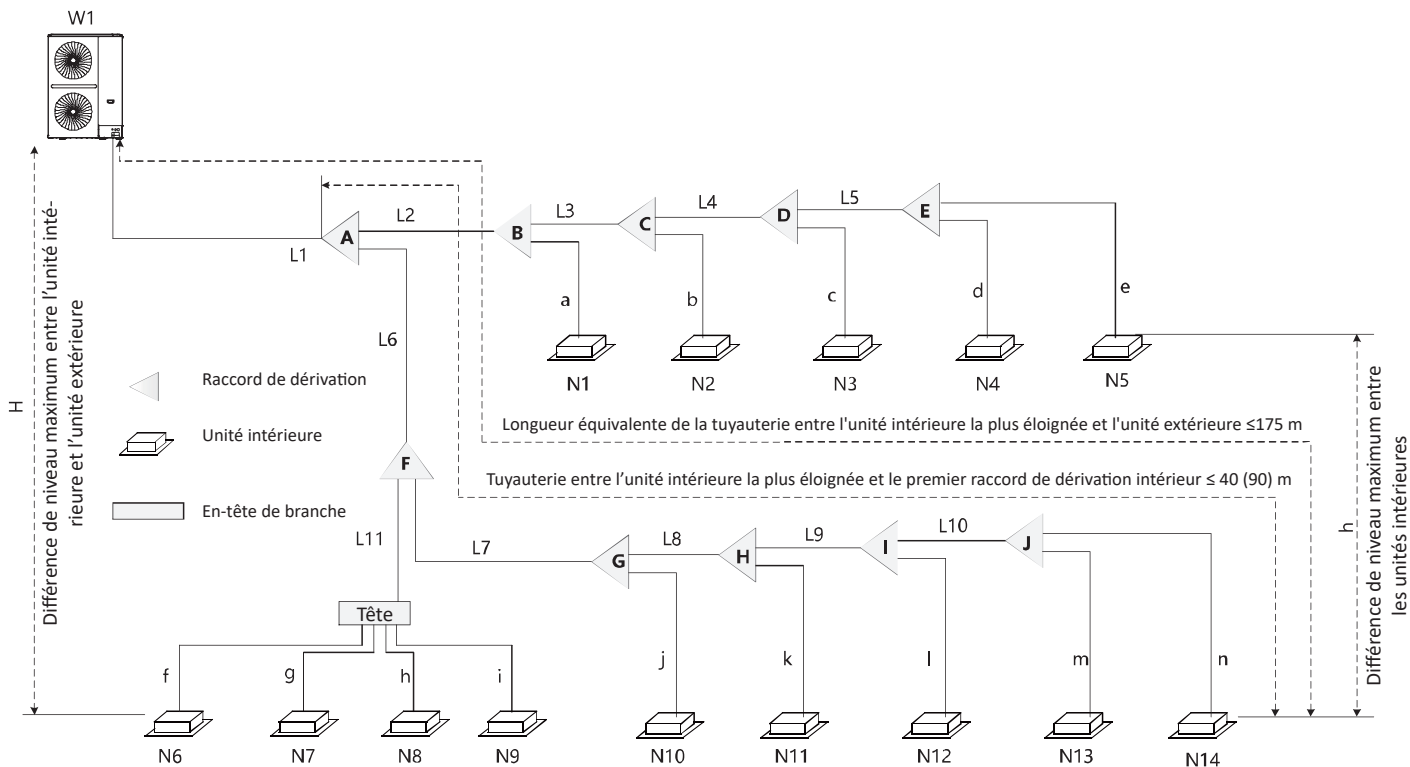 W1
H
Différence de niveau maximum entre l'unité inté-
rieure et l'unité extérieure
L1
A
L2
B
L3
C
L4
D
L5
E
a
b
c
d
e
N1
N2
N3
N4
N5
L6
Raccord de dérivation
Unité intérieure
En-tête de branche
Longueur équivalente de la tuyauterie entre l'unité intérieure la plus éloignée et l'unité extérieure ≤175 m
Tuyauterie entre l’unité intérieure la plus éloignée et le premier raccord de dérivation intérieur ≤ 40 (90) m
F
L11
L7
G
L8
H
L9
I
L10
J
Tête
f
g
h
i
j
k
l
m
n
N6
N7
N8
N9
N10
N11
N12
N13
N14
h
Différence de niveau maximum entre
les unités intérieures